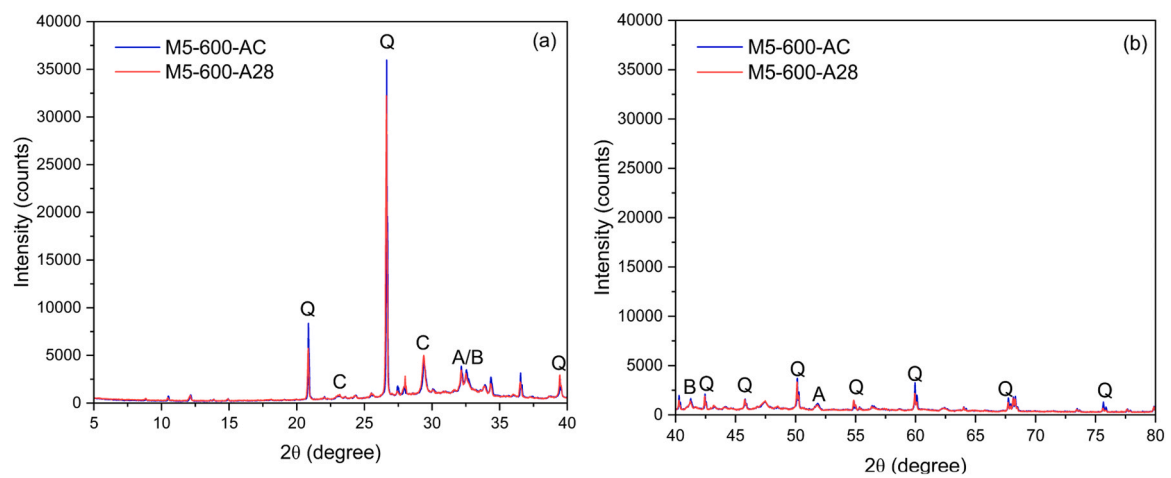 (a)
M5-600-AC
M5-600-A28
Intensity (counts)
40000
35000
30000
25000
20000
15000
10000
5000
0
Q
Q
C
C
A/B
Q
5 10 15 20 25 30 35 40
2θ (degree)
(b)
M5-600-AC
M5-600-A28
Intensity (counts)
40000
35000
30000
25000
20000
15000
10000
5000
0
B Q Q Q A Q Q Q Q
40 45 50 55 60 65 70 75 80
2θ (degree)